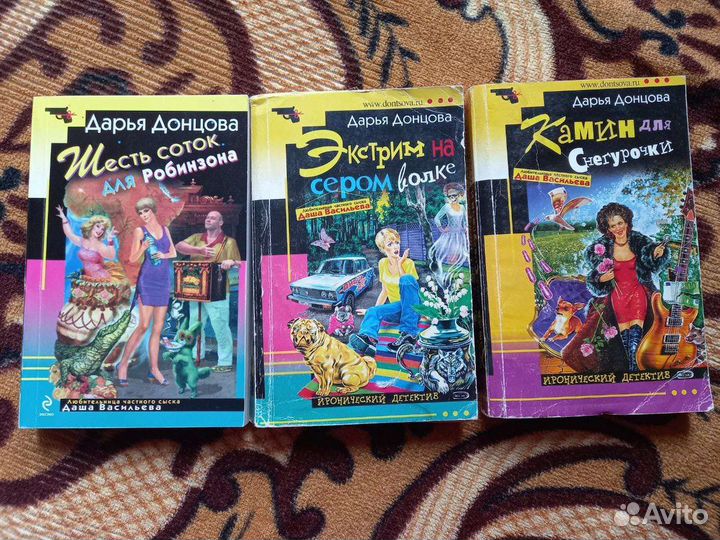 Дарья Донцова
Шесть соток
для Робинзона
Любительница частного сыска
Даша Васильева
эксмо
www.dontsova.ru
Дарья Донцова
Экстрим на
сером волке
Любительница частного сыска
Даша Васильева
ИРОНИЧЕСКИЙ ДЕТЕКТИВ
www.dontsova.ru
Дарья Донцова
Камин для
Снегурочки
Любительница частного сыска
Даша Васильева
ИРОНИЧЕСКИЙ ДЕТЕКТИВ
Avito